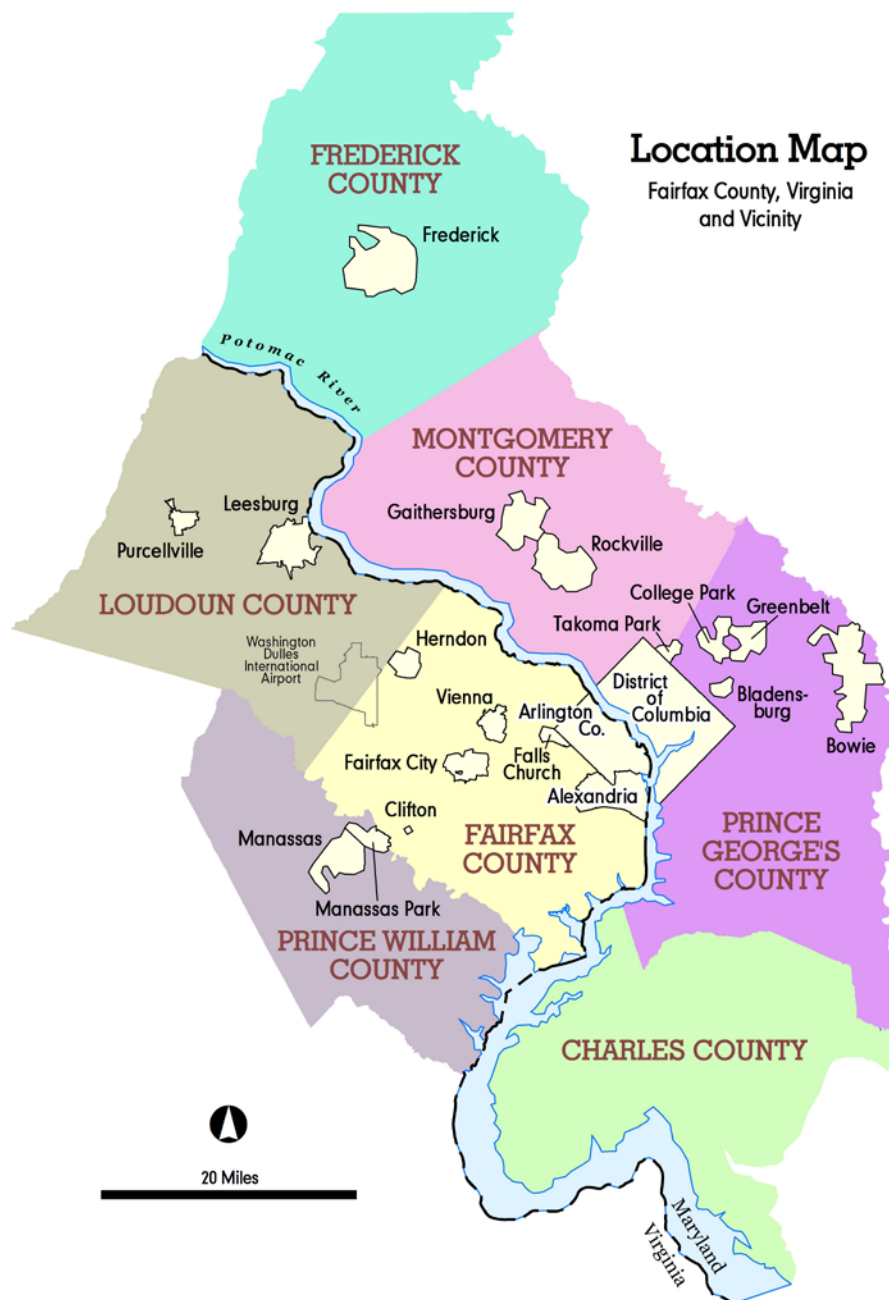 Location Map
Fairfax County, Virginia
and Vicinity
FREDERICK
COUNTY
Frederick
Potomac River
MONTGOMERY
COUNTY
Leesburg
Gaithersburg
Purcellville
Rockville
LOUDOUN COUNTY
College Park
Greenbelt
Takoma Park
Herndon
Washington
Dulles
International
Airport
District
of
Columbia
Bladens-
burg
Vienna
Arlington
Co.
Bowie
Fairfax City
Falls
Church
Alexandria
Clifton
Manassas
FAIRFAX
COUNTY
PRINCE
GEORGE'S
COUNTY
Manassas Park
PRINCE WILLIAM
COUNTY
CHARLES COUNTY
20 Miles
Maryland
Virginia